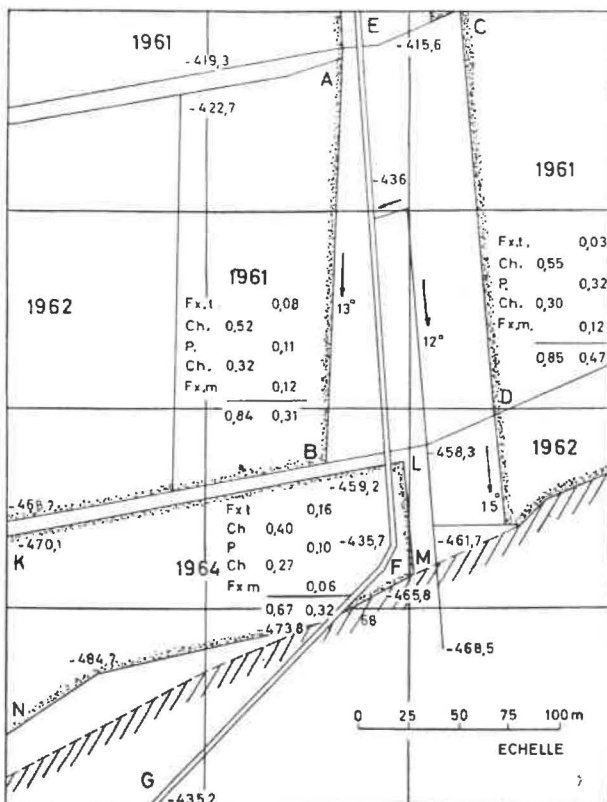 E
C
1961
-419,3
-415,6
A
-422,7
1961
-436
Fx.t. 0,03
Ch. 0,55
P. 0,32
Ch. 0,30
Fx.m. 0,12
0,85 0,47
1961
1962
Fx.t. 0,08
Ch. 0,52
P. 0,11
Ch. 0,32
Fx.m 0,12
0,84 0,31
13°
12°
D
B
L
-458,3
1962
-459,2
15°
-470,1
K
Fx t 0,16
Ch 0,40
P 0,10
Ch 0,27
Fx m 0,06
0,67 0,32
-435,7
-461,7
1964
F
M
-465,8
-473,8
68
-484,7
-468,5
N
0 25 50 75 100m
ECHELLE
G
-435,2